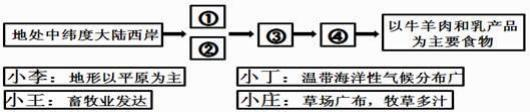 地处中纬度大陆西岸
①
②
③
④
以牛羊肉和乳产品
为主要食物
小李：地形以平原为主
小丁：温带海洋性气候分布广
小王：畜牧业发达
小庄：草场广布，牧草多汁